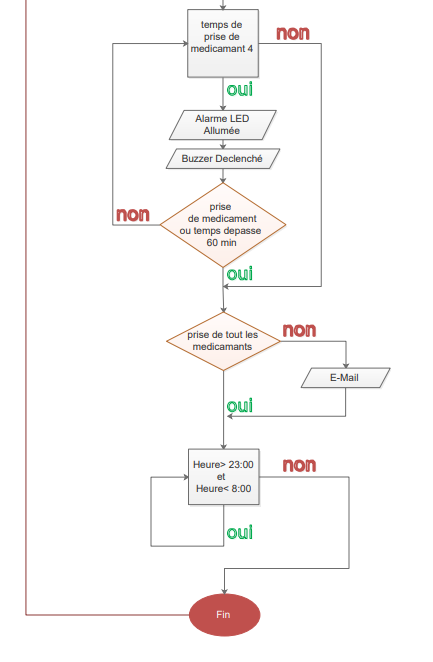 temps de
prise de
medicamant 4
non
oui
Alarme LED
Allumée
Buzzer Declenché
prise
de medicament
ou temps depasse
60 min
non
oui
prise de tout les
medicamants
non
E-Mail
oui
Heure> 23:00
et
Heure< 8:00
non
oui
Fin